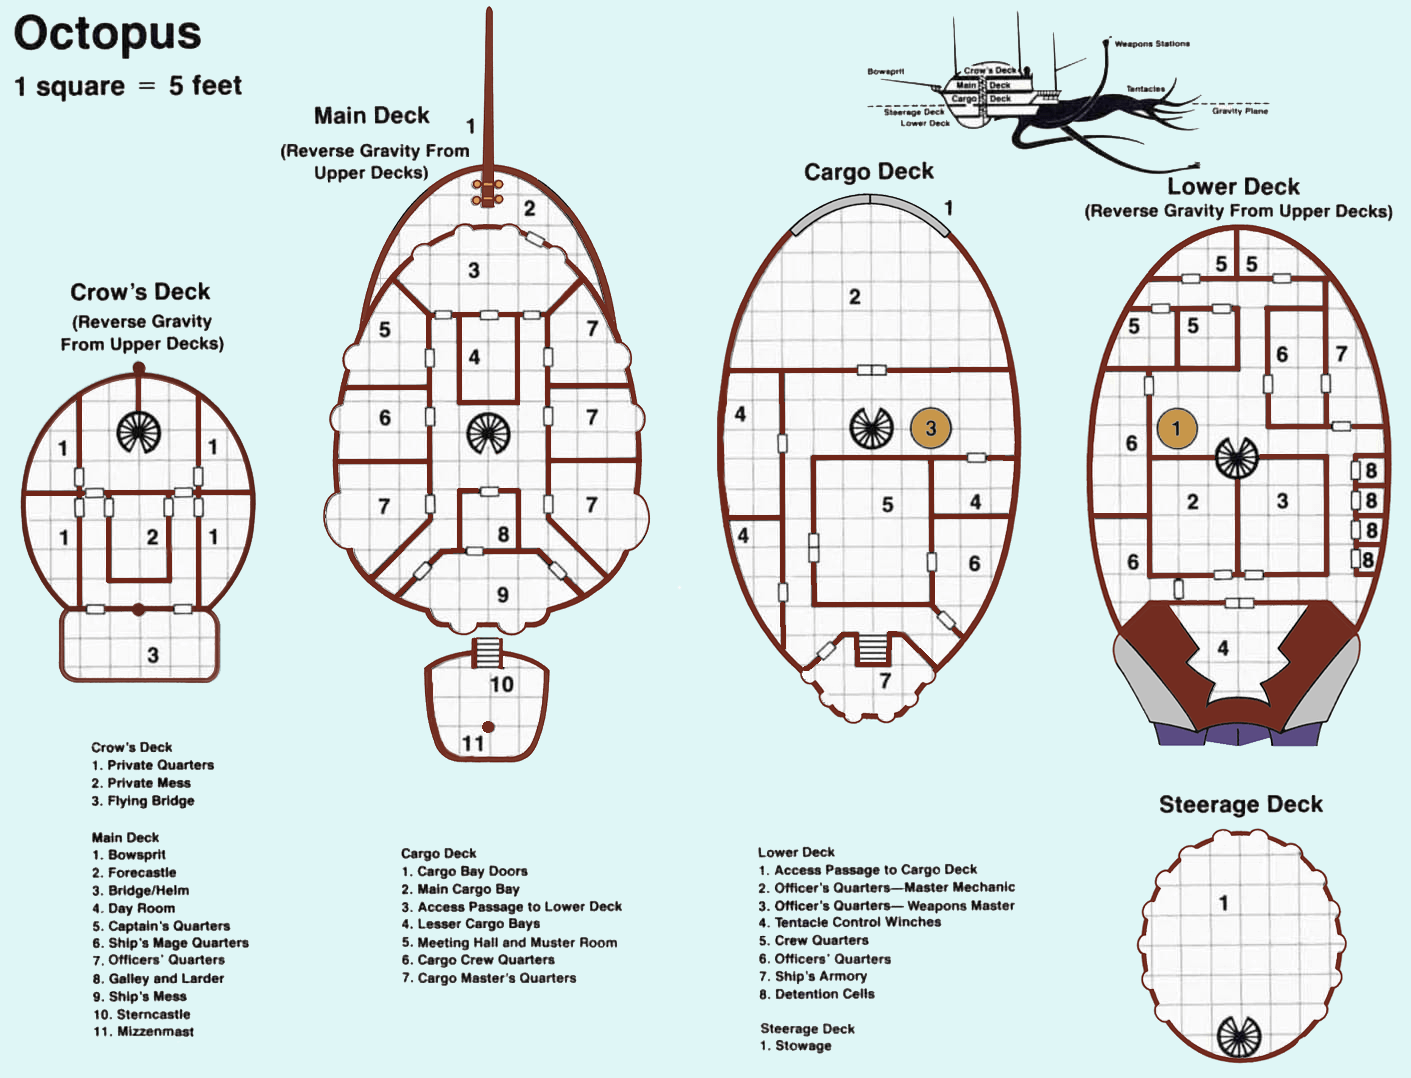 Octopus
1 square = 5 feet
Main Deck
(Reverse Gravity From
Upper Decks)
1
2
3
4
5
6
7
7
7
7
8
9
10
11
Crow's Deck
(Reverse Gravity
From Upper Decks)
1
1
1
2
1
3
Bowsprit
Crow's Deck
Main Deck
Cargo Deck
Steerage Deck
Lower Deck
Weapons Stations
Tentacles
Gravity Plane
Cargo Deck
1
2
4
3
5
4
4
6
7
Lower Deck
(Reverse Gravity From Upper Decks)
5 5
5 5
6 7
6 1
2 3
8
8
8
8
6
4
Steerage Deck
1
Crow's Deck
1. Private Quarters
2. Private Mess
3. Flying Bridge
Main Deck
1. Bowsprit
2. Forecastle
3. Bridge/Helm
4. Day Room
5. Captain's Quarters
6. Ship's Mage Quarters
7. Officers' Quarters
8. Galley and Larder
9. Ship's Mess
10. Sterncastle
11. Mizzenmast
Cargo Deck
1. Cargo Bay Doors
2. Main Cargo Bay
3. Access Passage to Lower Deck
4. Lesser Cargo Bays
5. Meeting Hall and Muster Room
6. Cargo Crew Quarters
7. Cargo Master's Quarters
Lower Deck
1. Access Passage to Cargo Deck
2. Officer's Quarters—Master Mechanic
3. Officer's Quarters— Weapons Master
4. Tentacle Control Winches
5. Crew Quarters
6. Officers' Quarters
7. Ship's Armory
8. Detention Cells
Steerage Deck
1. Stowage